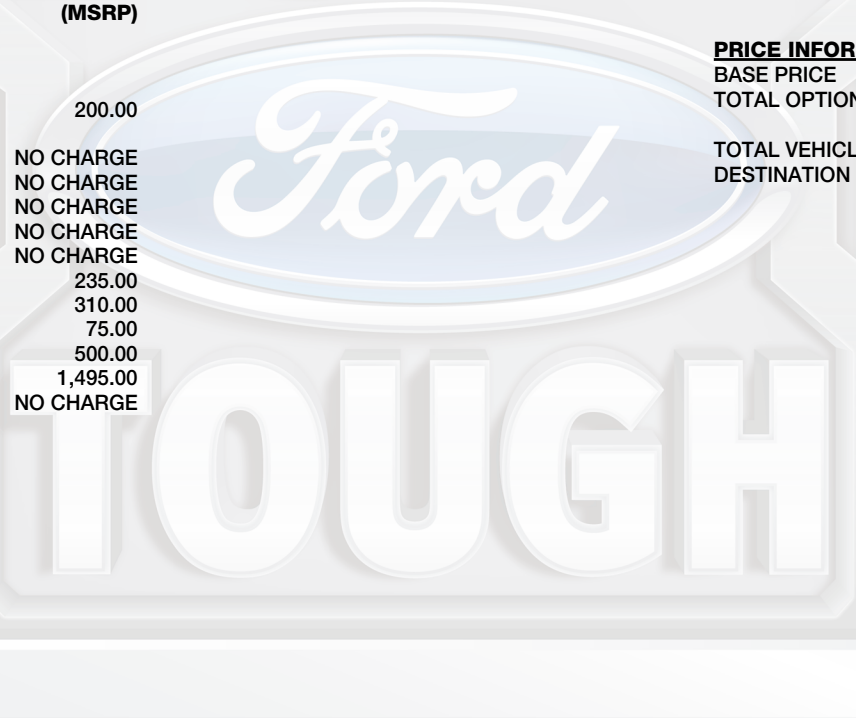 (MSRP)
200.00
NO CHARGE
NO CHARGE
NO CHARGE
NO CHARGE
NO CHARGE
235.00
310.00
75.00
500.00
1,495.00
NO CHARGE
PRICE INFOR
BASE PRICE
TOTAL OPTION
TOTAL VEHICL
DESTINATION
Ford
TOUGH